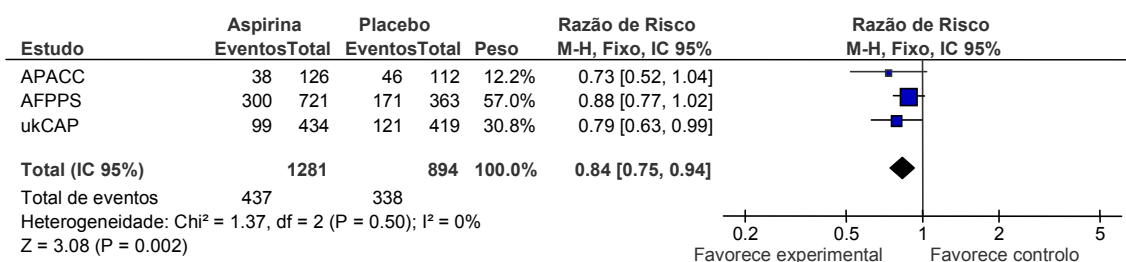 Aspirina Placebo Razão de Risco Razão de Risco
Estudo EventosTotal EventosTotal Peso M-H, Fixo, IC 95% M-H, Fixo, IC 95%
APACC 38 126 46 112 12.2% 0.73 [0.52, 1.04]
AFPPS 300 721 171 363 57.0% 0.88 [0.77, 1.02]
ukCAP 99 434 121 419 30.8% 0.79 [0.63, 0.99]
Total (IC 95%) 1281 894 100.0% 0.84 [0.75, 0.94]
Total de eventos 437 338
Heterogeneidade: Chi² = 1.37, df = 2 (P = 0.50); I² = 0%
Z = 3.08 (P = 0.002)
0.2 0.5 1 2 5
Favorece experimental Favorece controlo